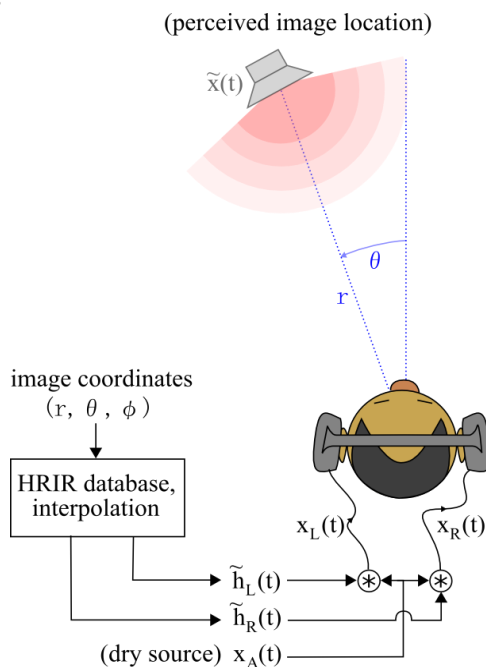 (perceived image location)
x̃(t)
θ
r
image coordinates
(r, θ, ϕ)
HRIR database,
interpolation
x_L(t)
x_R(t)
h̃_L(t)
h̃_R(t)
(dry source) x_A(t)